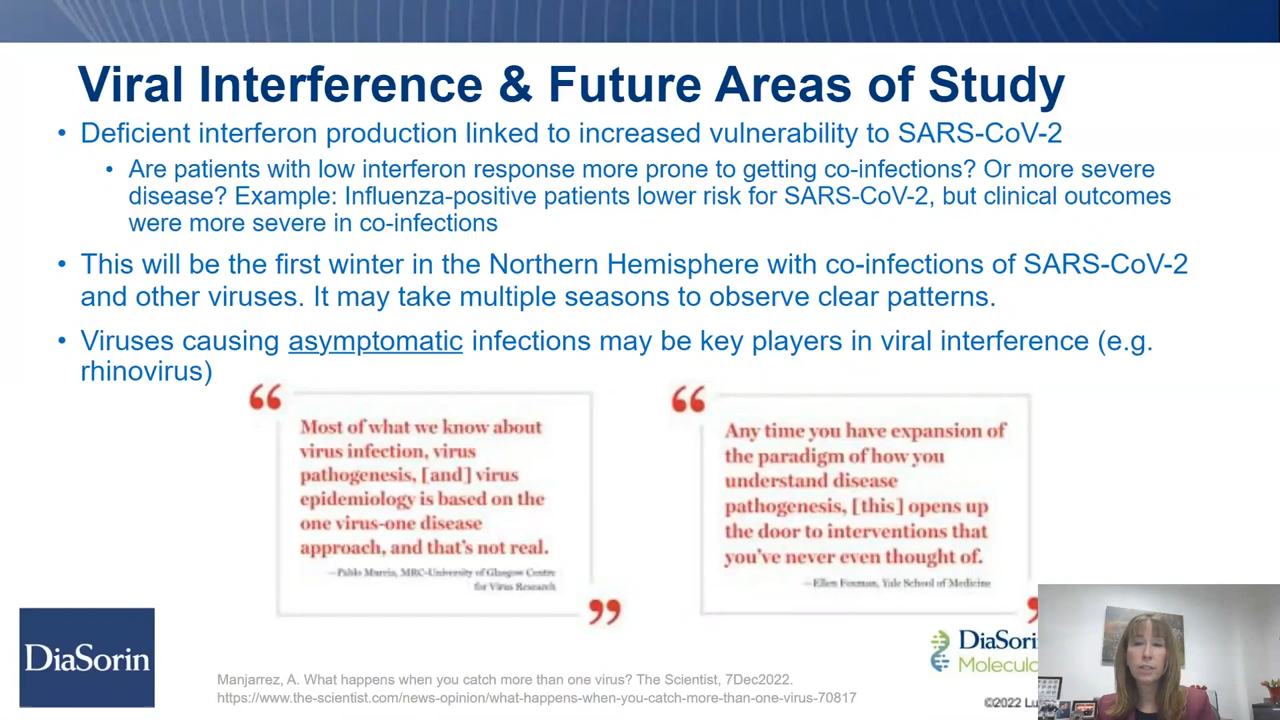 Viral Interference & Future Areas of Study
• Deficient interferon production linked to increased vulnerability to SARS-CoV-2
• Are patients with low interferon response more prone to getting co-infections? Or more severe
disease? Example: Influenza-positive patients lower risk for SARS-CoV-2, but clinical outcomes
were more severe in co-infections
• This will be the first winter in the Northern Hemisphere with co-infections of SARS-CoV-2
and other viruses. It may take multiple seasons to observe clear patterns.
• Viruses causing asymptomatic infections may be key players in viral interference (e.g.
rhinovirus)
“
Most of what we know about
virus infection, virus
pathogenesis, [and] virus
epidemiology is based on the
one virus-one disease
approach, and that's not real.
—Pablo Murcia, MRC-University of Glasgow Centre
for Virus Research
”
“
Any time you have expansion of
the paradigm of how you
understand disease
pathogenesis, [this] opens up
the door to interventions that
you've never even thought of.
—Ellen Foxman, Yale School of Medicine
DiaSorin
Manjarrez, A. What happens when you catch more than one virus? The Scientist, 7Dec2022.
https://www.the-scientist.com/news-opinion/what-happens-when-you-catch-more-than-one-virus-70817
DiaSori
Molecul
©2022 Lu